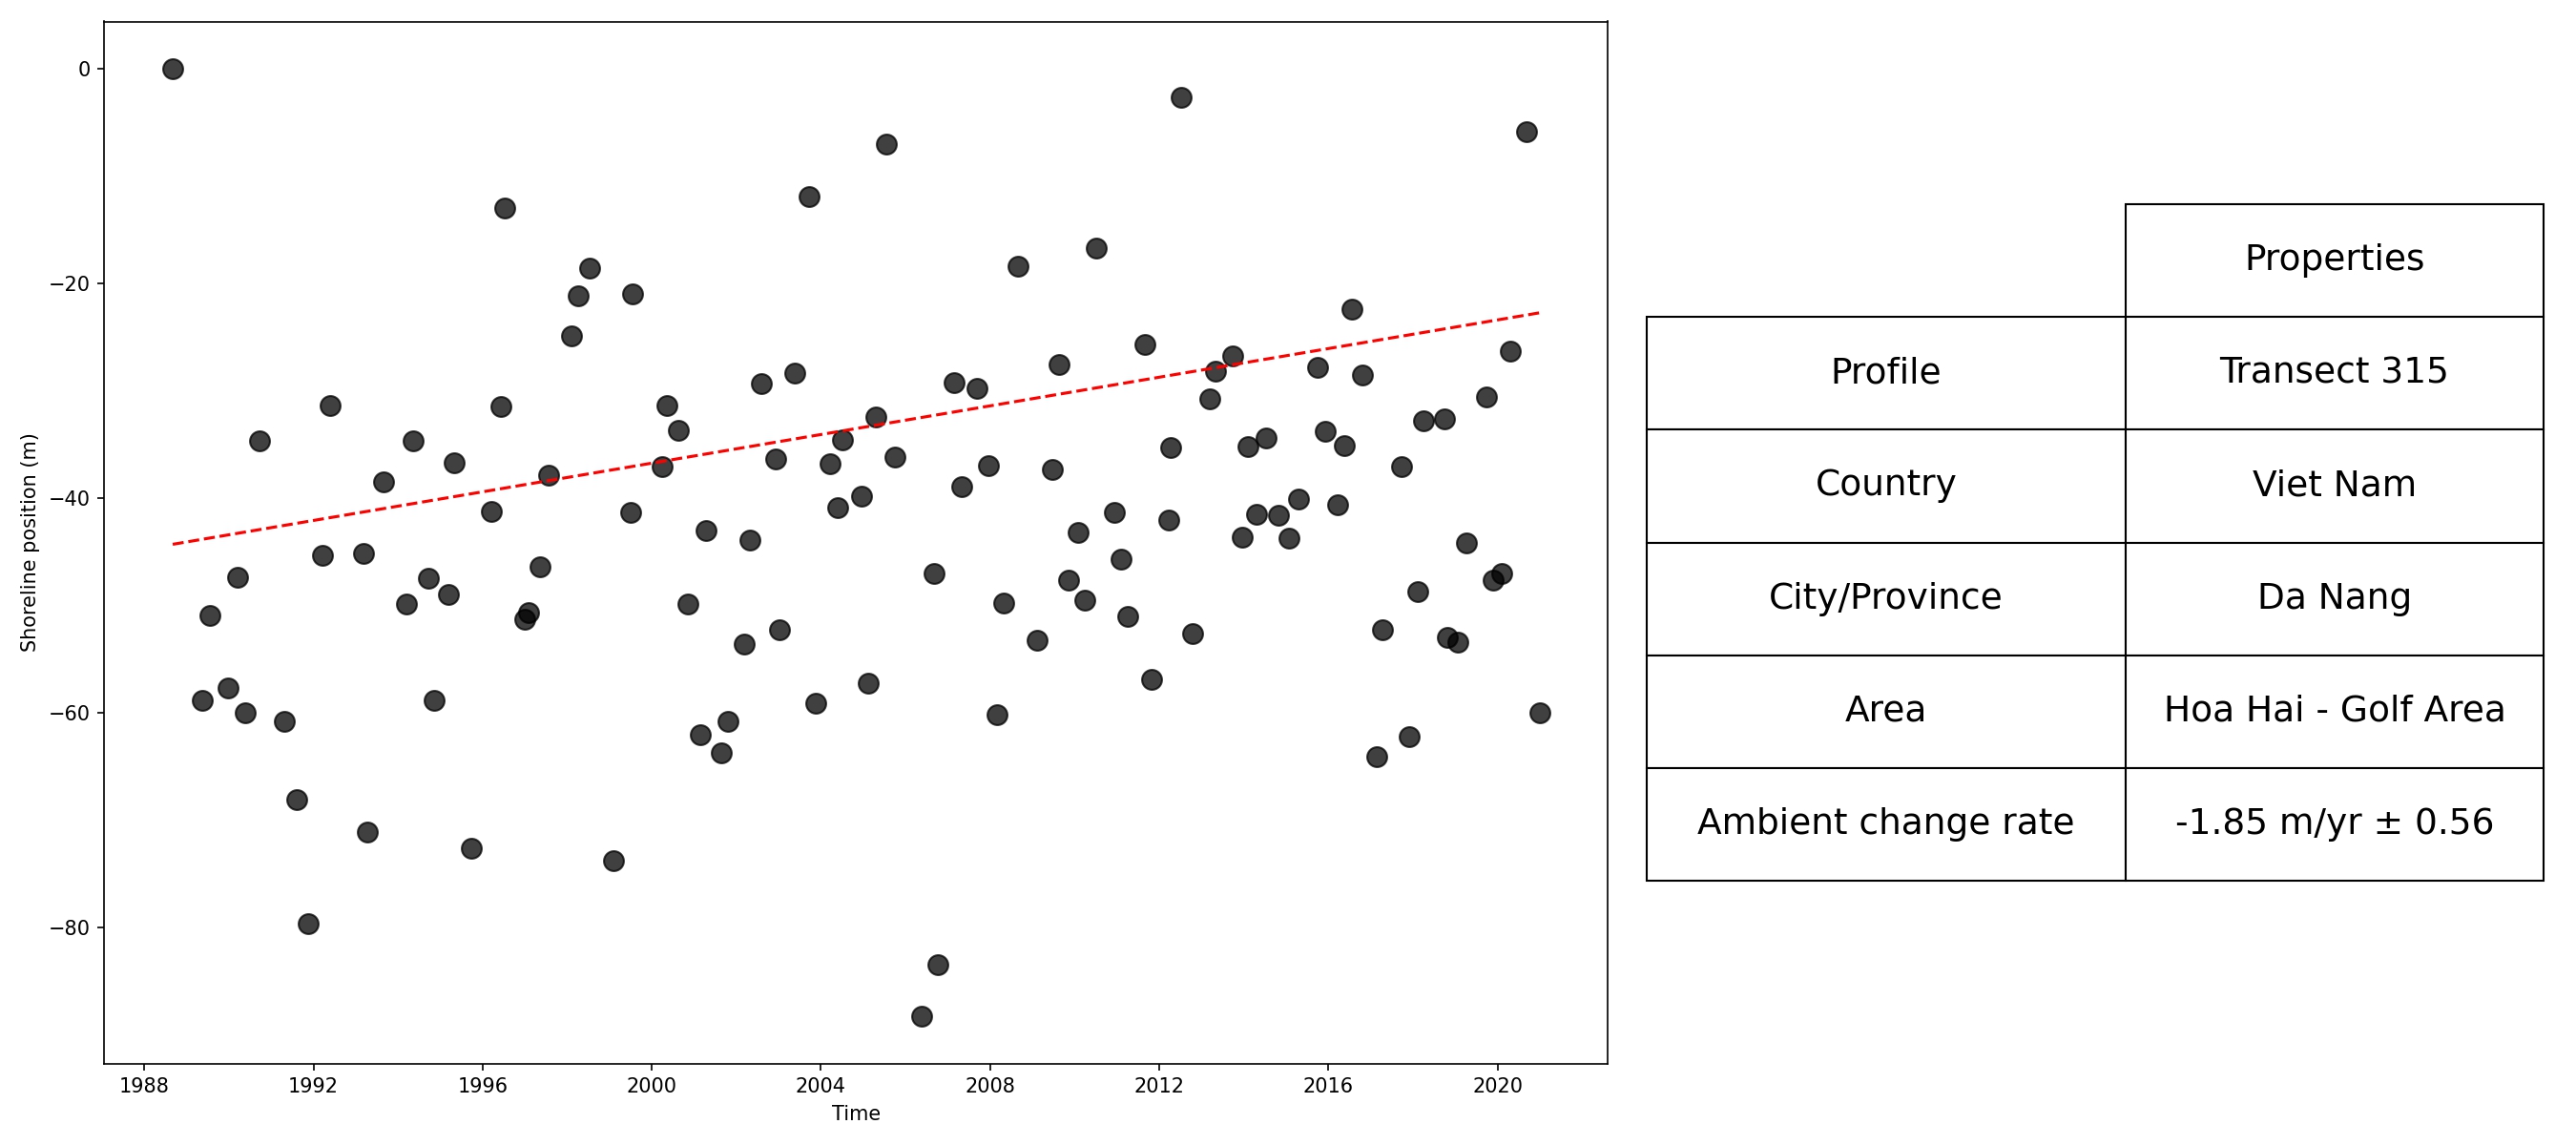 0
−20
−40
−60
−80
Shoreline position (m)
1988 1992 1996 2000 2004 2008 2012 2016 2020
Time
Properties
Profile Transect 315
Country Viet Nam
City/Province Da Nang
Area Hoa Hai - Golf Area
Ambient change rate -1.85 m/yr ± 0.56